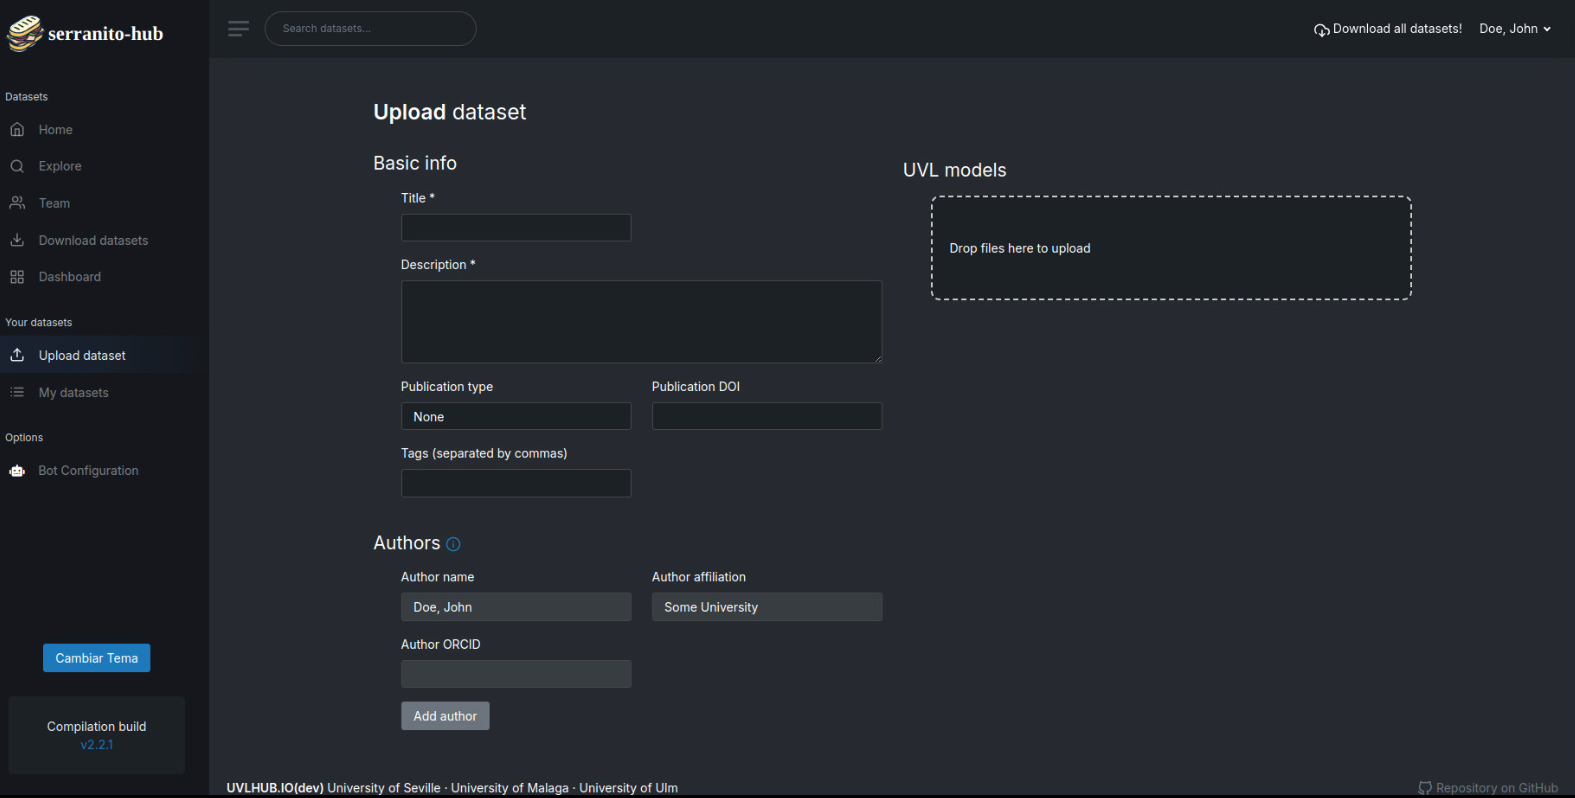 serranito-hub
Search datasets...
Download all datasets!
Doe, John
Datasets
Home
Explore
Team
Download datasets
Dashboard
Your datasets
Upload dataset
My datasets
Options
Bot Configuration
Cambiar Tema
Compilation build
v2.2.1
Upload dataset
Basic info
Title *
Description *
Publication type
Publication DOI
None
Tags (separated by commas)
Authors
Author name
Author affiliation
Doe, John
Some University
Author ORCID
Add author
UVL models
Drop files here to upload
UVLHUB.IO(dev) University of Seville · University of Malaga · University of Ulm
Repository on GitHub